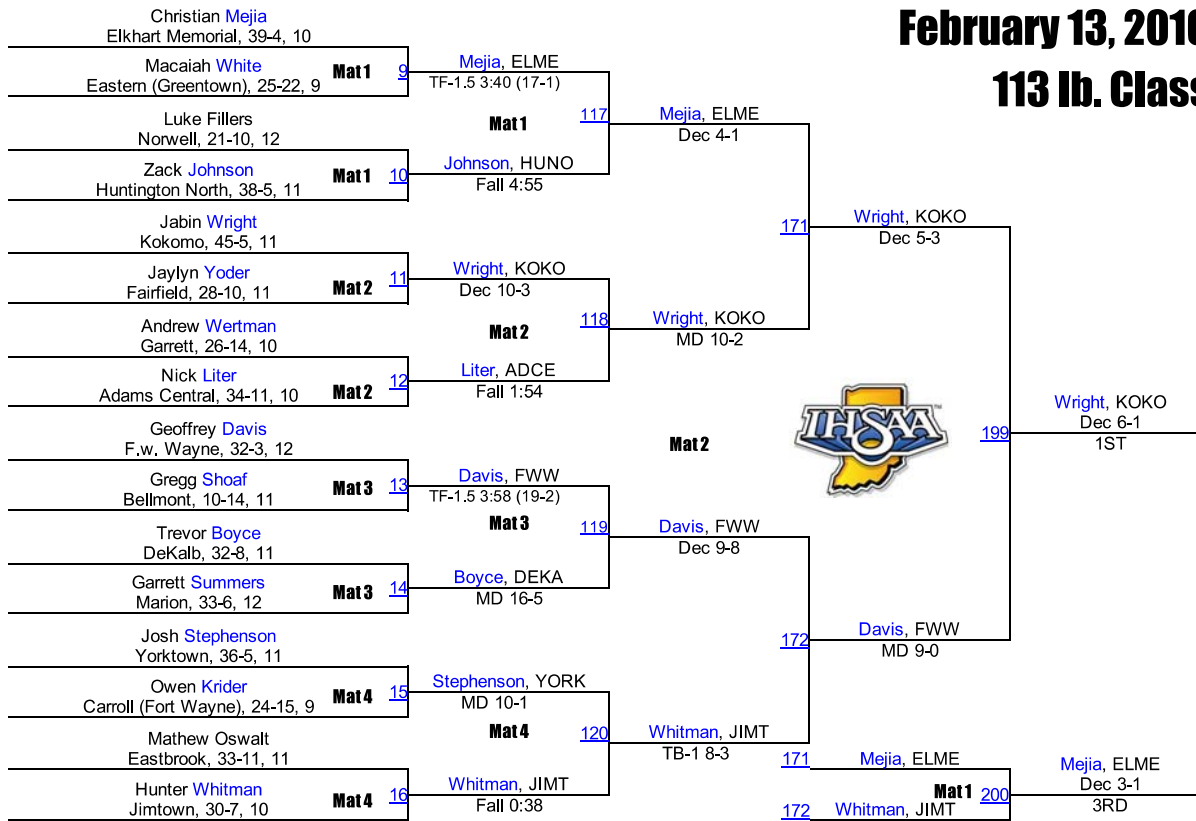 February 13, 2016
113 lb. Class
Christian Mejia
Elkhart Memorial, 39-4, 10
Macaiah White
Eastern (Greentown), 25-22, 9
Mat 1
9
Luke Fillers
Norwell, 21-10, 12
Zack Johnson
Huntington North, 38-5, 11
Mat 1
10
Jabin Wright
Kokomo, 45-5, 11
Jaylyn Yoder
Fairfield, 28-10, 11
Mat 2
11
Andrew Wertman
Garrett, 26-14, 10
Nick Liter
Adams Central, 34-11, 10
Mat 2
12
Geoffrey Davis
F.w. Wayne, 32-3, 12
Gregg Shoaf
Bellmont, 10-14, 11
Mat 3
13
Trevor Boyce
DeKalb, 32-8, 11
Garrett Summers
Marion, 33-6, 12
Mat 3
14
Josh Stephenson
Yorktown, 36-5, 11
Owen Krider
Carroll (Fort Wayne), 24-15, 9
Mat 4
15
Mathew Oswalt
Eastbrook, 33-11, 11
Hunter Whitman
Jimtown, 30-7, 10
Mat 4
16
Mejia, ELME
TF-1.5 3:40 (17-1)
Mat 1
117
Johnson, HUNO
Fall 4:55
Wright, KOKO
Dec 10-3
Mat 2
118
Liter, ADCE
Fall 1:54
Davis, FWW
TF-1.5 3:58 (19-2)
Mat 3
119
Boyce, DEKA
MD 16-5
Stephenson, YORK
MD 10-1
Mat 4
120
Whitman, JIMT
Fall 0:38
Mejia, ELME
Dec 4-1
171
Wright, KOKO
MD 10-2
Mat 2
Davis, FWW
Dec 9-8
172
Whitman, JIMT
TB-1 8-3
Wright, KOKO
Dec 5-3
IHSAA
TM
199
Davis, FWW
MD 9-0
Wright, KOKO
Dec 6-1
1ST
171
Mejia, ELME
Mat 1
200
172
Whitman, JIMT
Mejia, ELME
Dec 3-1
3RD